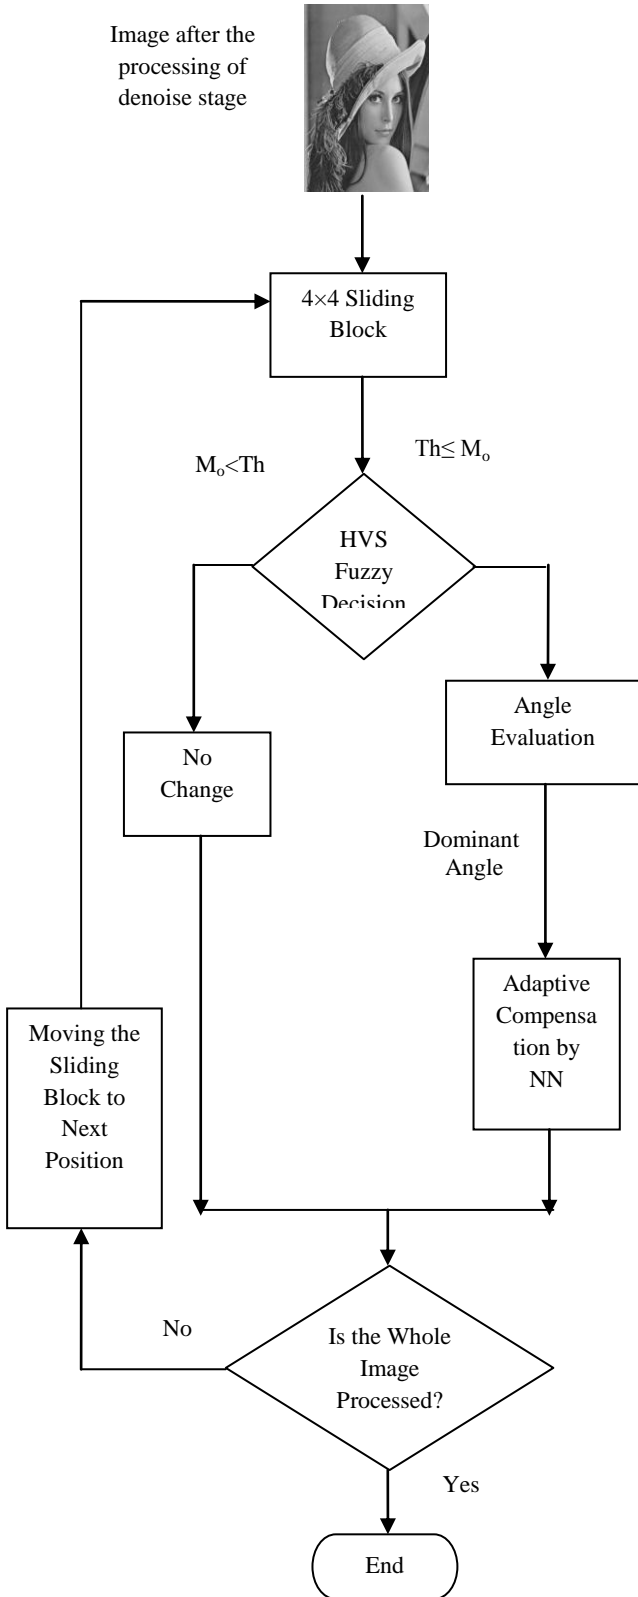 Image after the
processing of
denoise stage
4×4 Sliding
Block
Mₒ<Th
Th≤ Mₒ
HVS
Fuzzy
Decision
No
Change
Angle
Evaluation
Dominant
Angle
Adaptive
Compensa
tion by
NN
Moving the
Sliding
Block to
Next
Position
No
Is the Whole
Image
Processed?
Yes
End